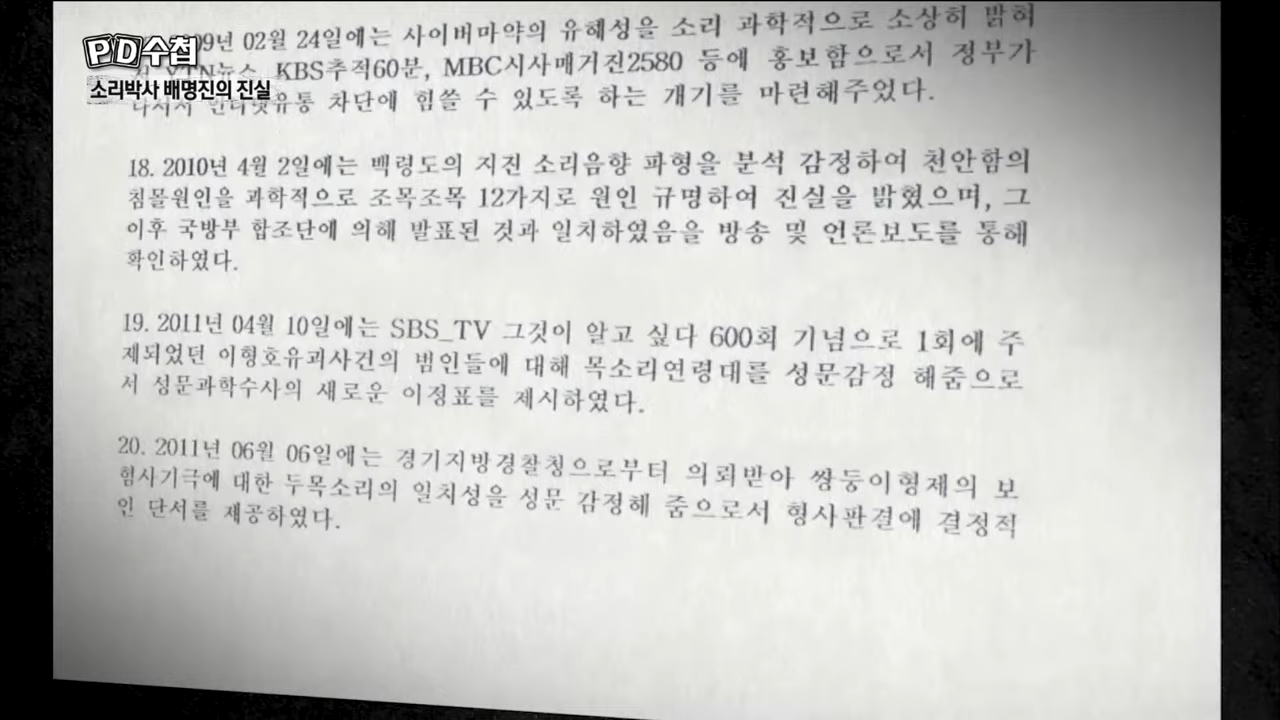 PD수첩
소리박사 배명진의 진실
09년 02월 24일에는 사이버마약의 유해성을 소리 과학적으로 소상히 밝혀
YTN뉴스, KBS추적60분, MBC시사매거진2580 등에 홍보함으로서 정부가
차단에 힘쓸 수 있도록 하는 개기를 마련해주었다.
18. 2010년 4월 2일에는 백령도의 지진 소리음향 파형을 분석 감정하여 천안함의
침몰원인을 과학적으로 조목조목 12가지로 원인 규명하여 진실을 밝혔으며, 그
이후 국방부 합조단에 의해 발표된 것과 일치하였음을 방송 및 언론보도를 통해
확인하였다.
19. 2011년 04월 10일에는 SBS_TV 그것이 알고 싶다 600회 기념으로 1회에 주
제되었던 이형호유괴사건의 범인들에 대해 목소리연령대를 성문감정 해줌으로
서 성문과학수사의 새로운 이정표를 제시하였다.
20. 2011년 06월 06일에는 경기지방경찰청으로부터 의뢰받아 쌍둥이형제의 보
험사기극에 대한 두목소리의 일치성을 성문 감정해 줌으로서 형사판결에 결정적
인 단서를 제공하였다.